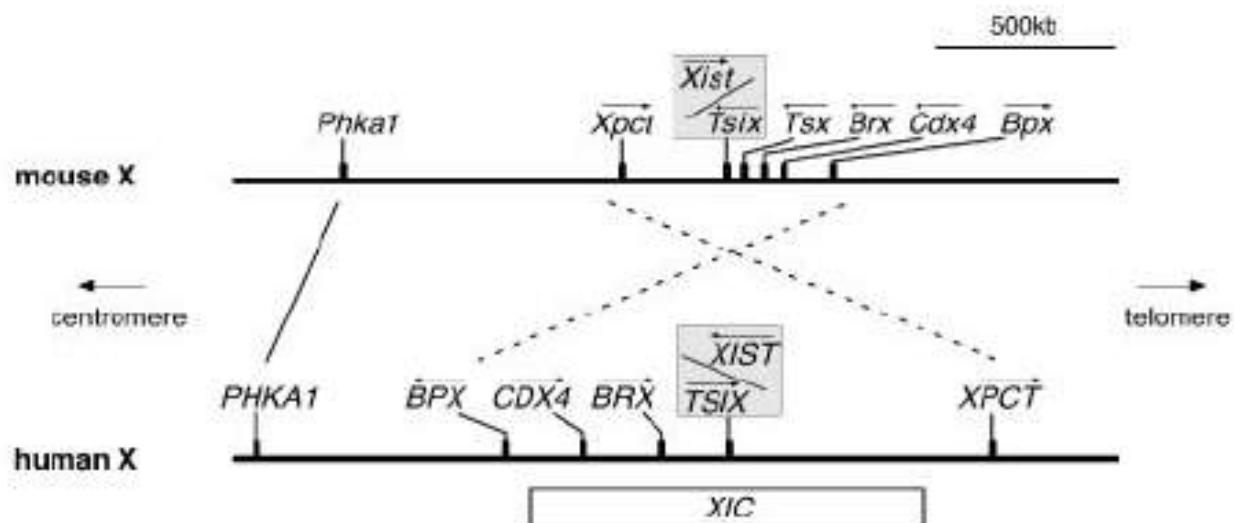 500kb
Xist
Phka1 Xpct Tsix Tsx Brx Cdx4 Bpx
mouse X
centromere telomere
XIST
PHKA1 BPX CDX4 BRX TSIX XPCT
human X
XIC